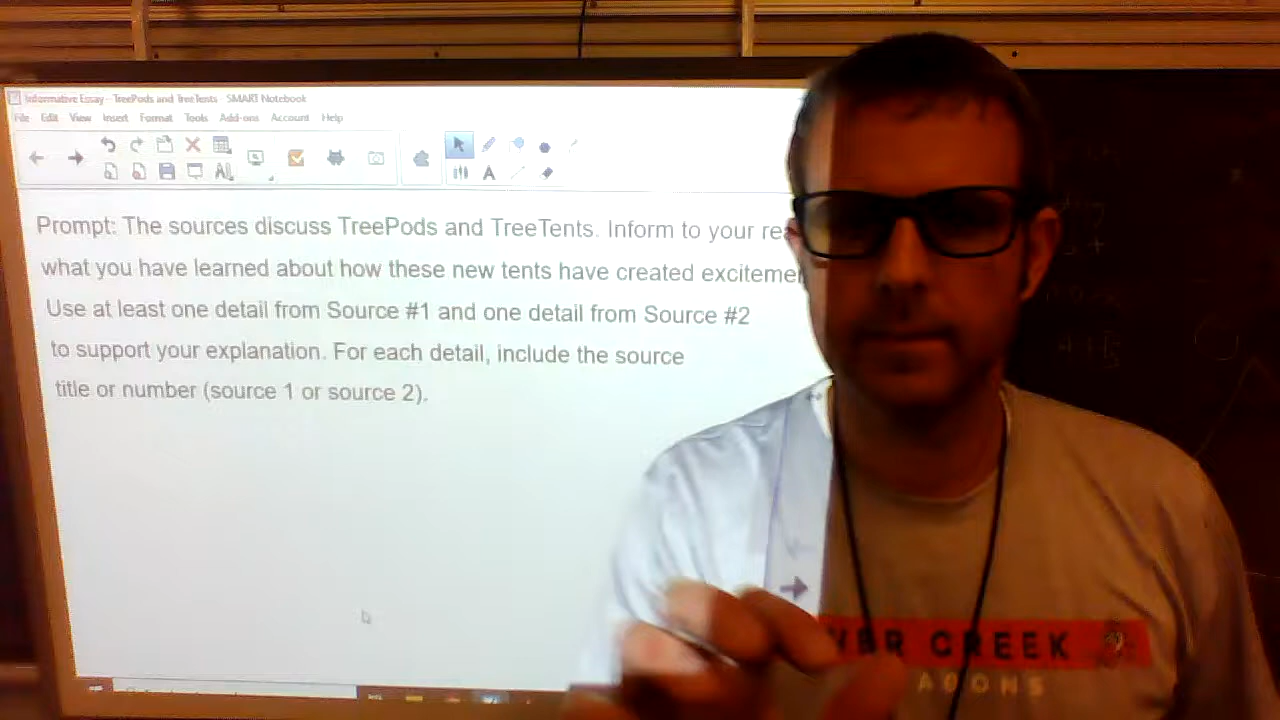 Informative Essay - TreePods and TreeTents - SMART Notebook
File Edit View Insert Format Tools Add-ons Account Help
Prompt: The sources discuss TreePods and TreeTents. Inform to your
what you have learned about how these new tents have created
Use at least one detail from Source #1 and one detail from Source #2
to support your explanation. For each detail, include the source
title or number (source 1 or source 2).
CREEK